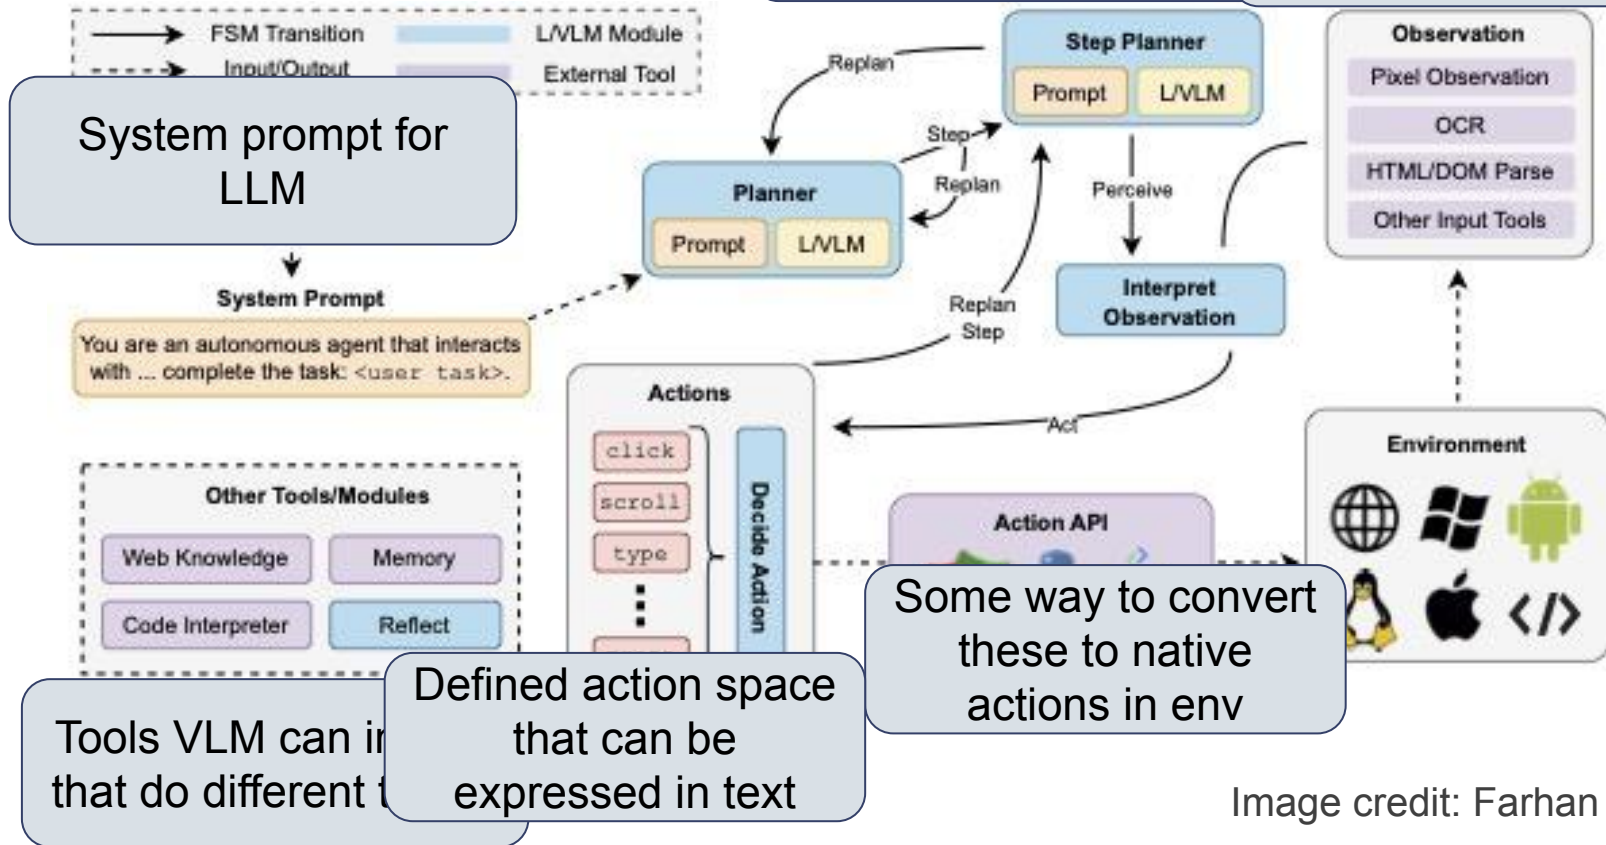 FSM Transition
L/VLM Module
Input/Output
External Tool
System prompt for
LLM
System Prompt
You are an autonomous agent that interacts
with ... complete the task: <user task>.
Replan
Step Planner
Prompt
L/VLM
Step
Replan
Planner
Prompt
L/VLM
Perceive
Interpret
Observation
Replan
Step
Act
Observation
Pixel Observation
OCR
HTML/DOM Parse
Other Input Tools
Actions
click
scroll
type
Decide Action
Action API
Environment
</>
Other Tools/Modules
Web Knowledge
Memory
Code Interpreter
Reflect
Tools VLM can
that do different
Defined action space
that can be
expressed in text
Some way to convert
these to native
actions in env
Image credit: Farhan